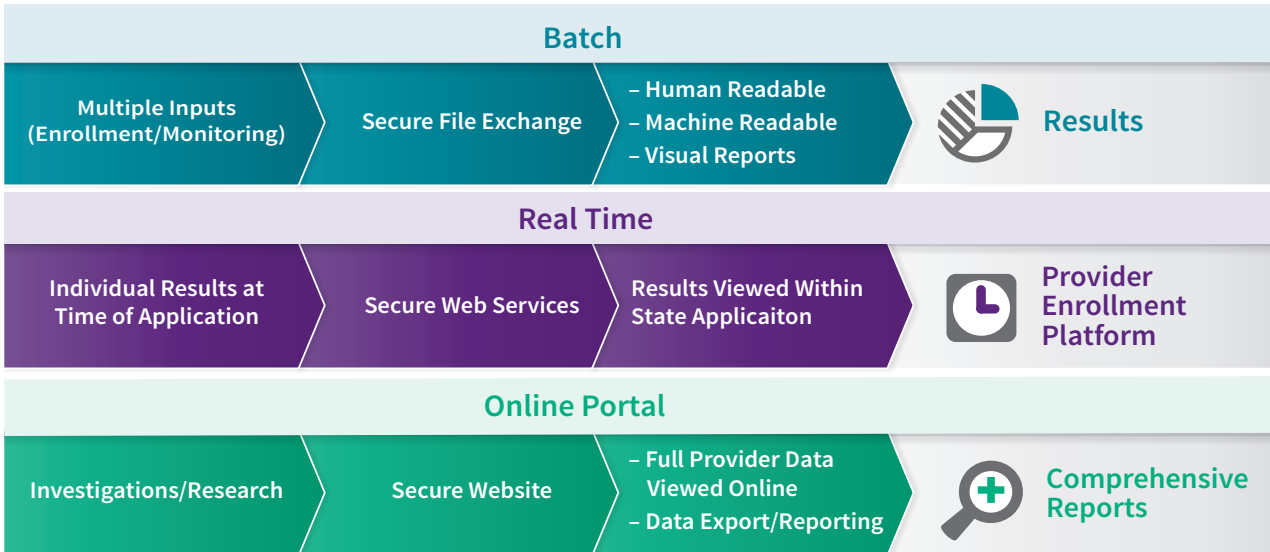 Batch
Multiple Inputs
(Enrollment/Monitoring)
Secure File Exchange
– Human Readable
– Machine Readable
– Visual Reports
Results
Real Time
Individual Results at
Time of Application
Secure Web Services
Results Viewed Within
State Applicaiton
Provider
Enrollment
Platform
Online Portal
Investigations/Research
Secure Website
– Full Provider Data
Viewed Online
– Data Export/Reporting
Comprehensive
Reports